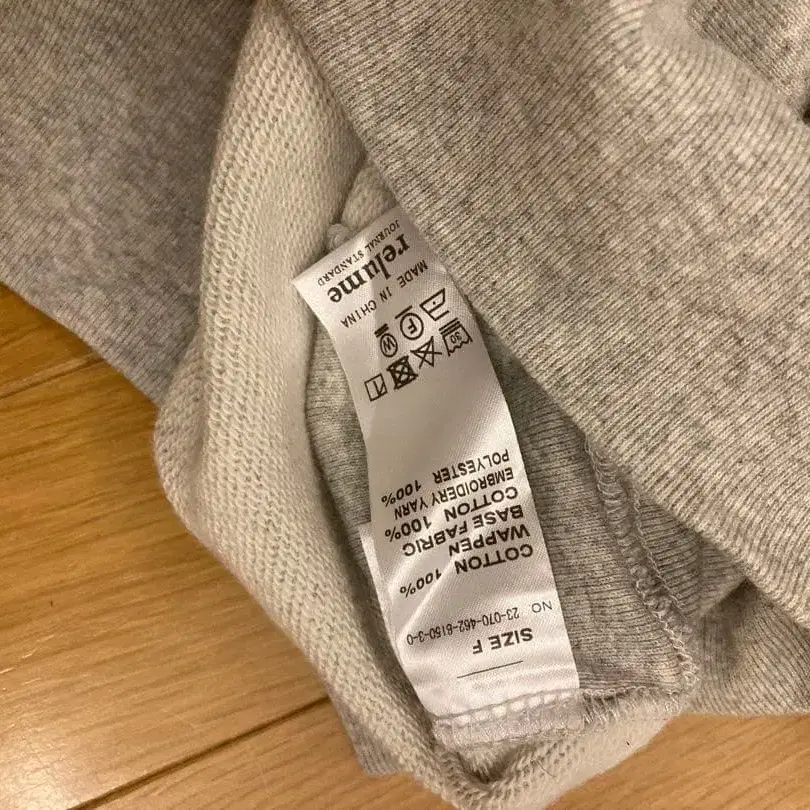 SIZE F
NO 23-070-462-6150-3-0
COTTON 100%
WAPPEN
BASE FABRIC
COTTON 100%
EMBROIDERY YARN
POLYESTER 100%
30
F W
MADE IN CHINA
relume
JOURNAL STANDARD